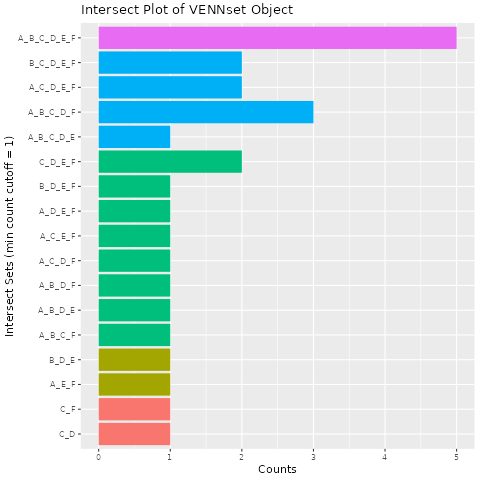 Intersect Plot of VENNset Object
Intersect Sets (min count cutoff = 1)
A_B_C_D_E_F
B_C_D_E_F
A_C_D_E_F
A_B_C_D_F
A_B_C_D_E
C_D_E_F
B_D_E_F
A_D_E_F
A_C_E_F
A_C_D_F
A_B_D_F
A_B_D_E
A_B_C_F
B_D_E
A_E_F
C_F
C_D
0 1 2 3 4 5
Counts